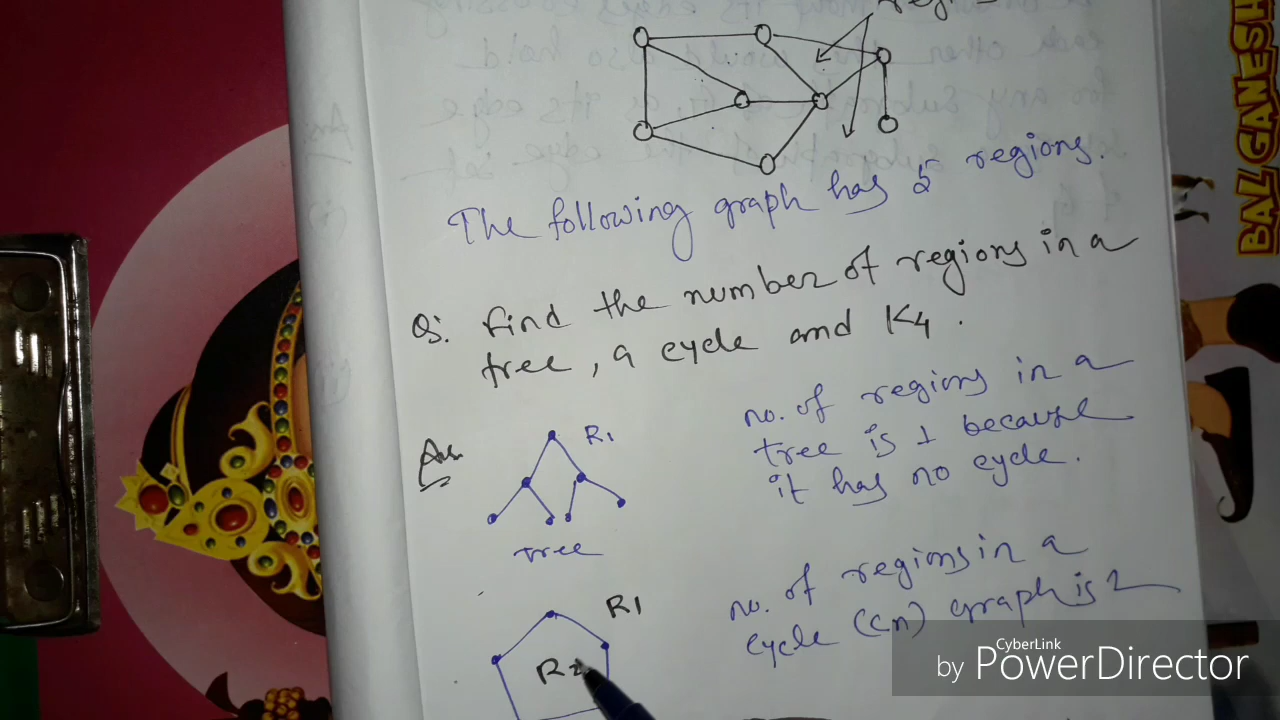 The following graph has 5 regions.
Q. find the number of regions in a
tree, a cycle and K4.
Ans
R1
no. of regions in a
tree is 1 because
it has no cycle.
Tree
R1
R2
no. of regions in a
cycle (Cn) graph is 2
CyberLink
by PowerDirector
BAL GANESH